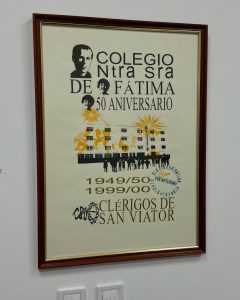 COLEGIO
Ntra Sra
DE FÁTIMA
50 ANIVERSARIO
1949/50
1999/00
CLÉRIGOS DE
SAN VIATOR